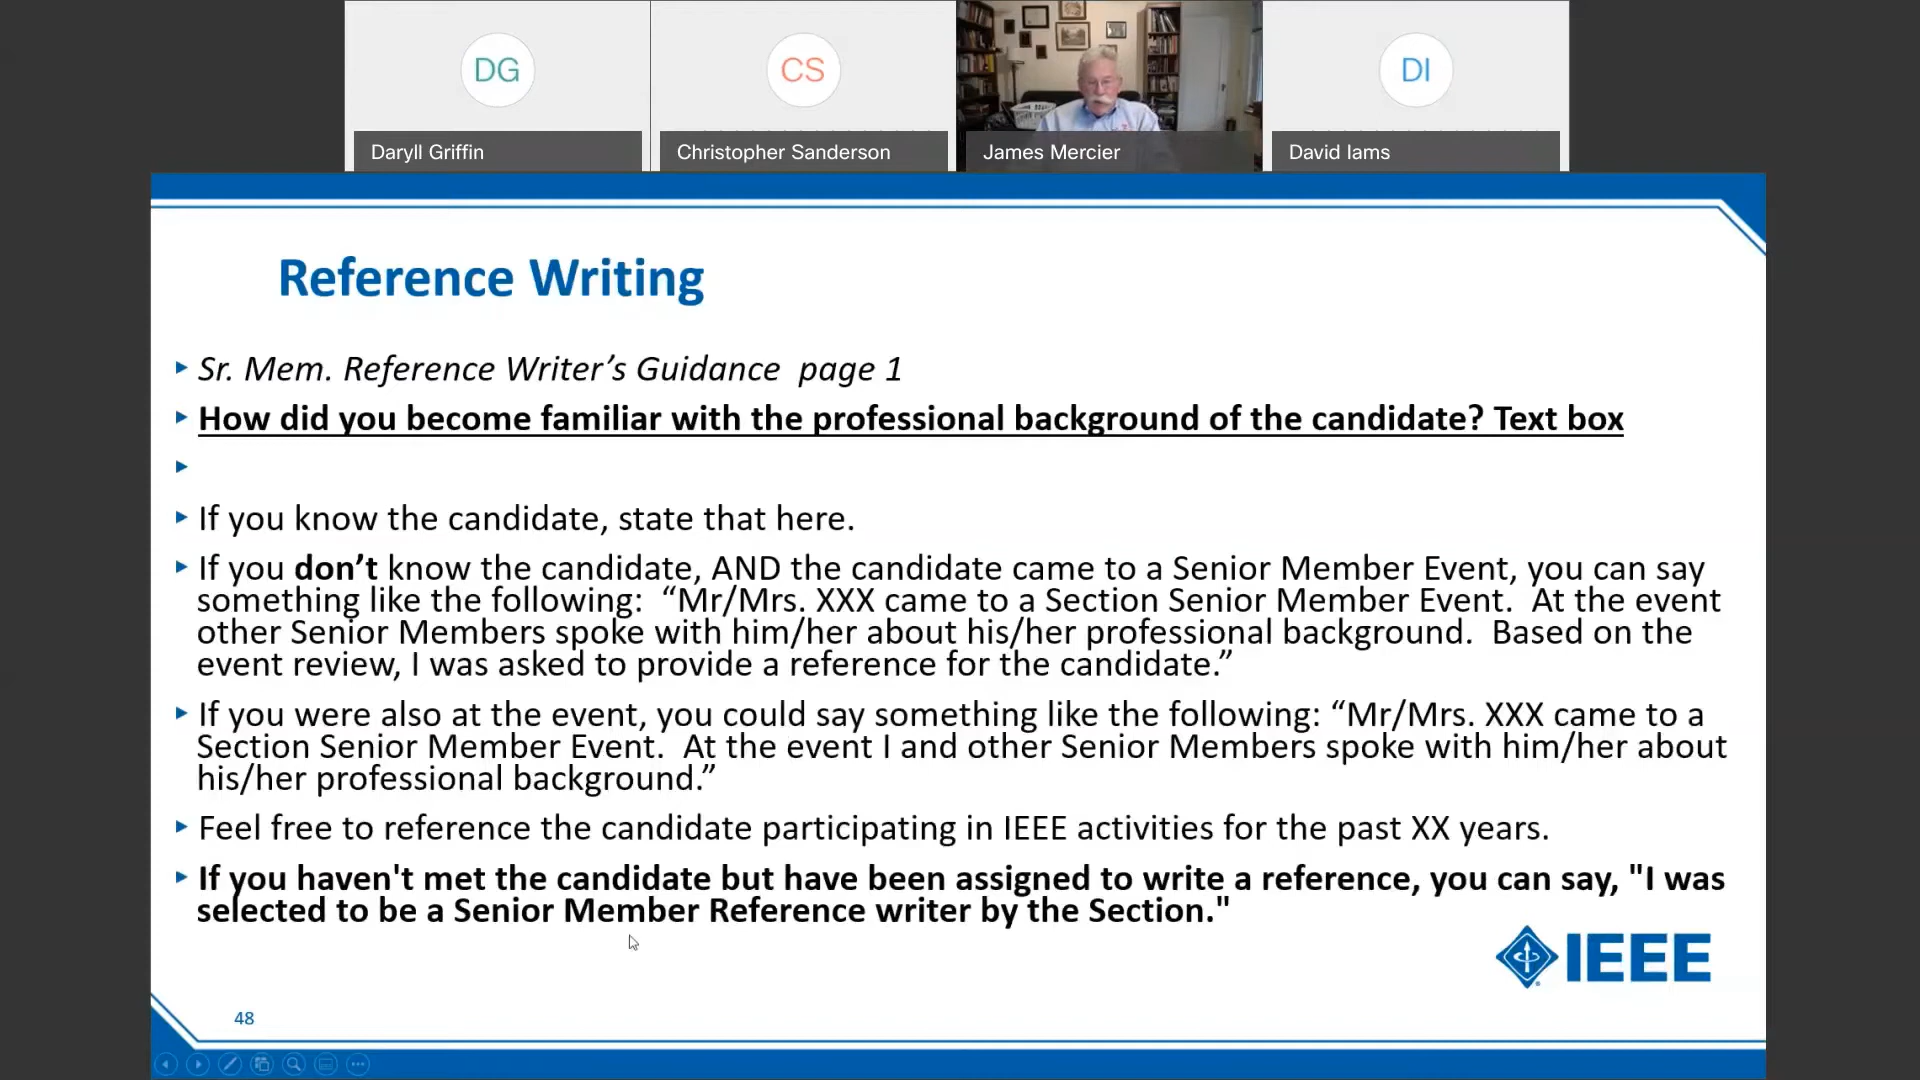 DG
CS
DI
Daryll Griffin
Christopher Sanderson
James Mercier
David Iams
Reference Writing
Sr. Mem. Reference Writer’s Guidance  page 1
How did you become familiar with the professional background of the candidate? Text box
If you know the candidate, state that here.
If you don’t know the candidate, AND the candidate came to a Senior Member Event, you can say
something like the following:  “Mr/Mrs. XXX came to a Section Senior Member Event.  At the event
other Senior Members spoke with him/her about his/her professional background.  Based on the
event review, I was asked to provide a reference for the candidate.”
If you were also at the event, you could say something like the following: “Mr/Mrs. XXX came to a
Section Senior Member Event.  At the event I and other Senior Members spoke with him/her about
his/her professional background.”
Feel free to reference the candidate participating in IEEE activities for the past XX years.
If you haven't met the candidate but have been assigned to write a reference, you can say, "I was
selected to be a Senior Member Reference writer by the Section."
IEEE
48